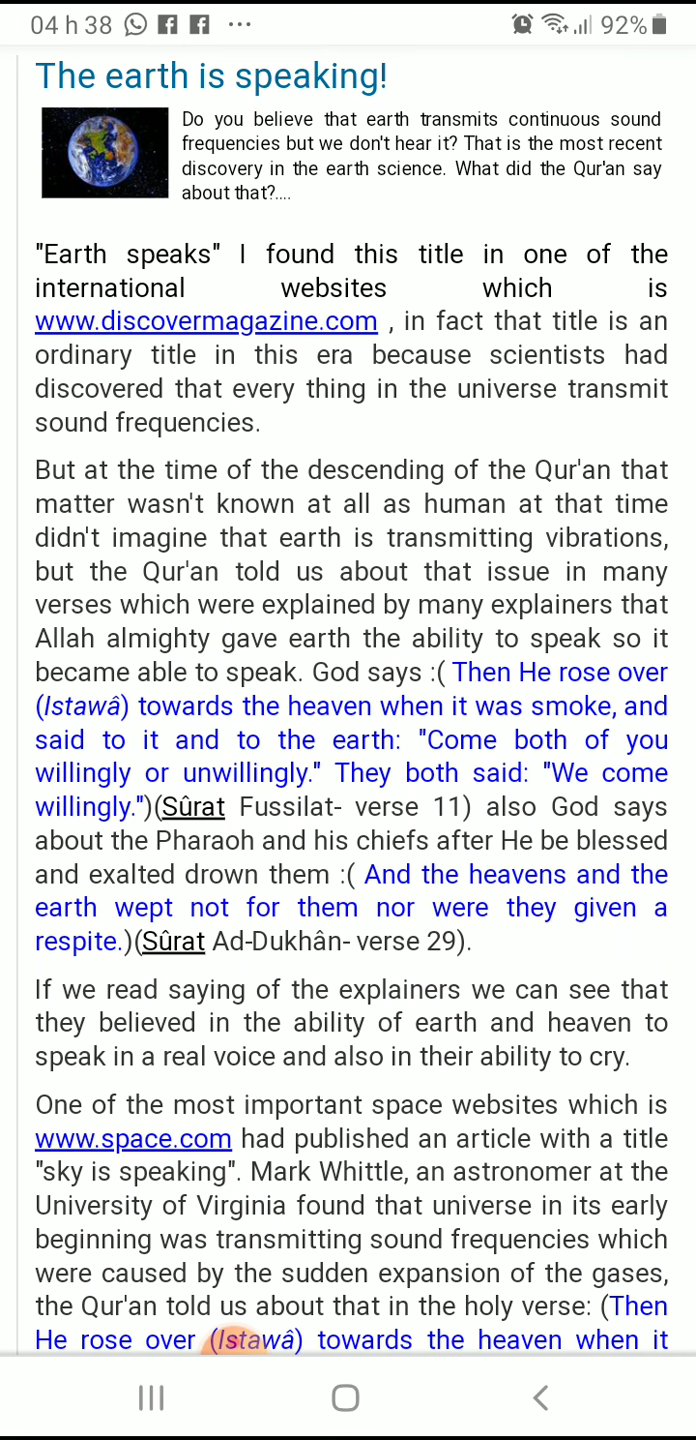 04 h 38 ... 92%
The earth is speaking!
Do you believe that earth transmits continuous sound
frequencies but we don't hear it? That is the most recent
discovery in the earth science. What did the Qur'an say
about that?....
"Earth speaks" I found this title in one of the
international websites which is
www.discovermagazine.com , in fact that title is an
ordinary title in this era because scientists had
discovered that every thing in the universe transmit
sound frequencies.
But at the time of the descending of the Qur'an that
matter wasn't known at all as human at that time
didn't imagine that earth is transmitting vibrations,
but the Qur'an told us about that issue in many
verses which were explained by many explainers that
Allah almighty gave earth the ability to speak so it
became able to speak. God says :( Then He rose over
(Istawâ) towards the heaven when it was smoke, and
said to it and to the earth: "Come both of you
willingly or unwillingly." They both said: "We come
willingly.")(Sûrat Fussilat- verse 11) also God says
about the Pharaoh and his chiefs after He be blessed
and exalted drown them :( And the heavens and the
earth wept not for them nor were they given a
respite.)(Sûrat Ad-Dukhân- verse 29).
If we read saying of the explainers we can see that
they believed in the ability of earth and heaven to
speak in a real voice and also in their ability to cry.
One of the most important space websites which is
www.space.com had published an article with a title
"sky is speaking". Mark Whittle, an astronomer at the
University of Virginia found that universe in its early
beginning was transmitting sound frequencies which
were caused by the sudden expansion of the gases,
the Qur'an told us about that in the holy verse: (Then
He rose over (Istawâ) towards the heaven when it